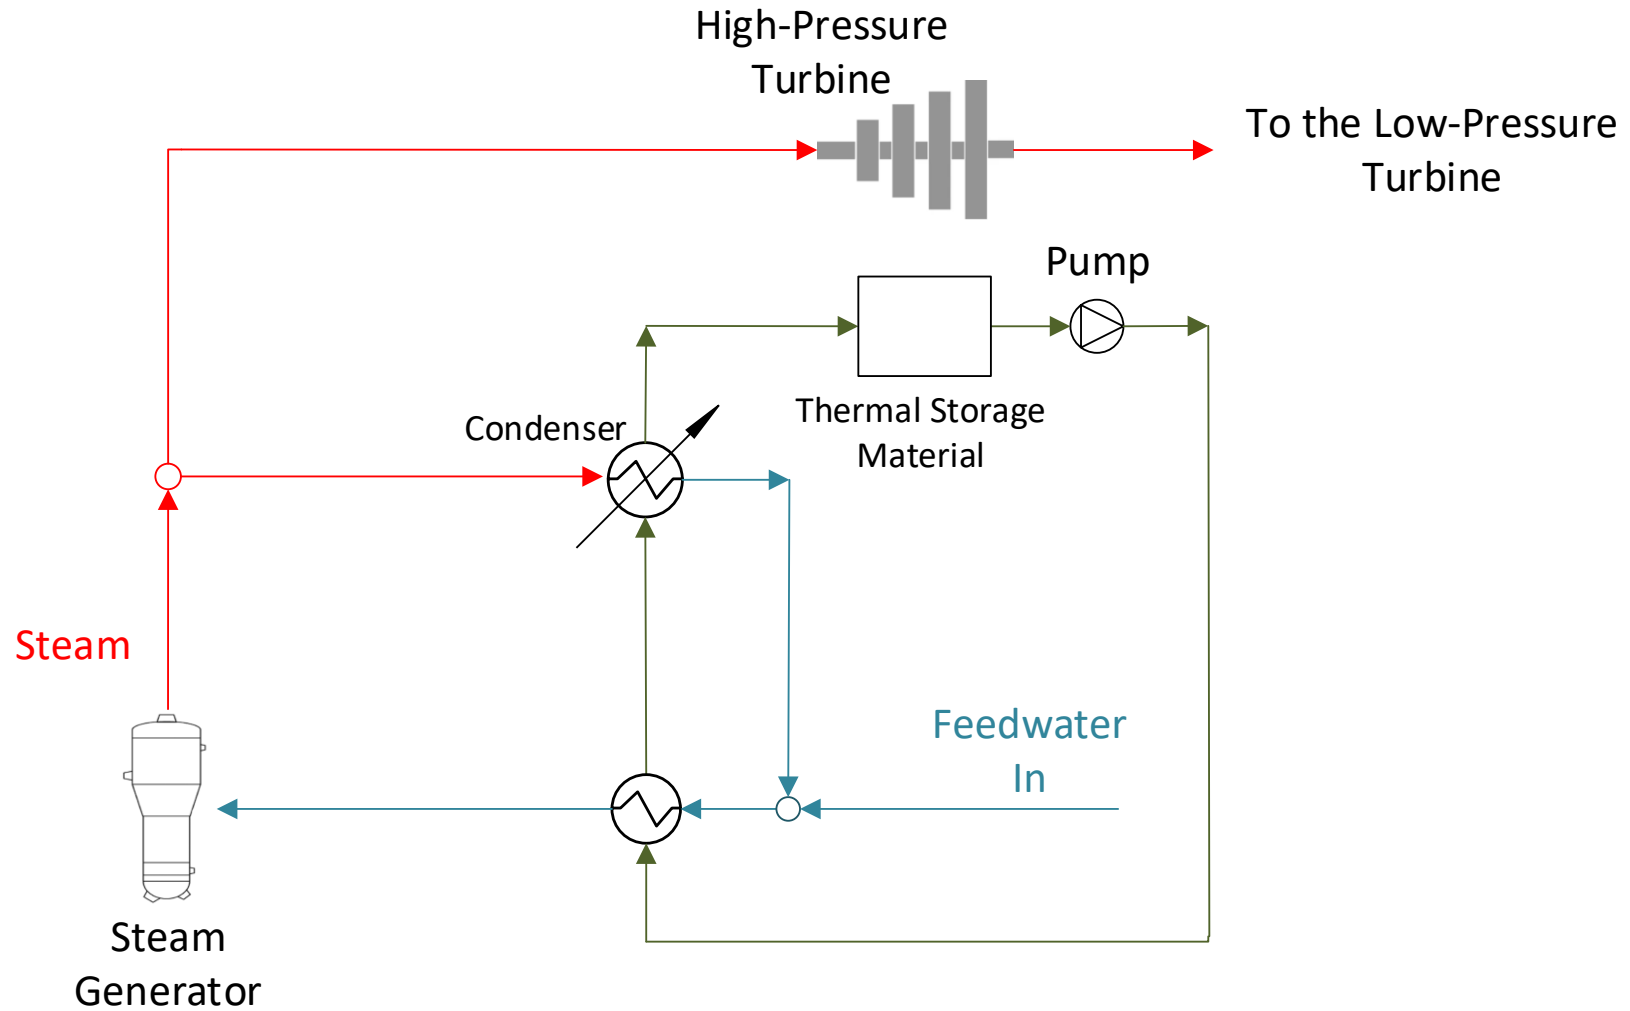 High-Pressure
Turbine
To the Low-Pressure
Turbine
Pump
Thermal Storage
Material
Condenser
Steam
Feedwater
In
Steam
Generator